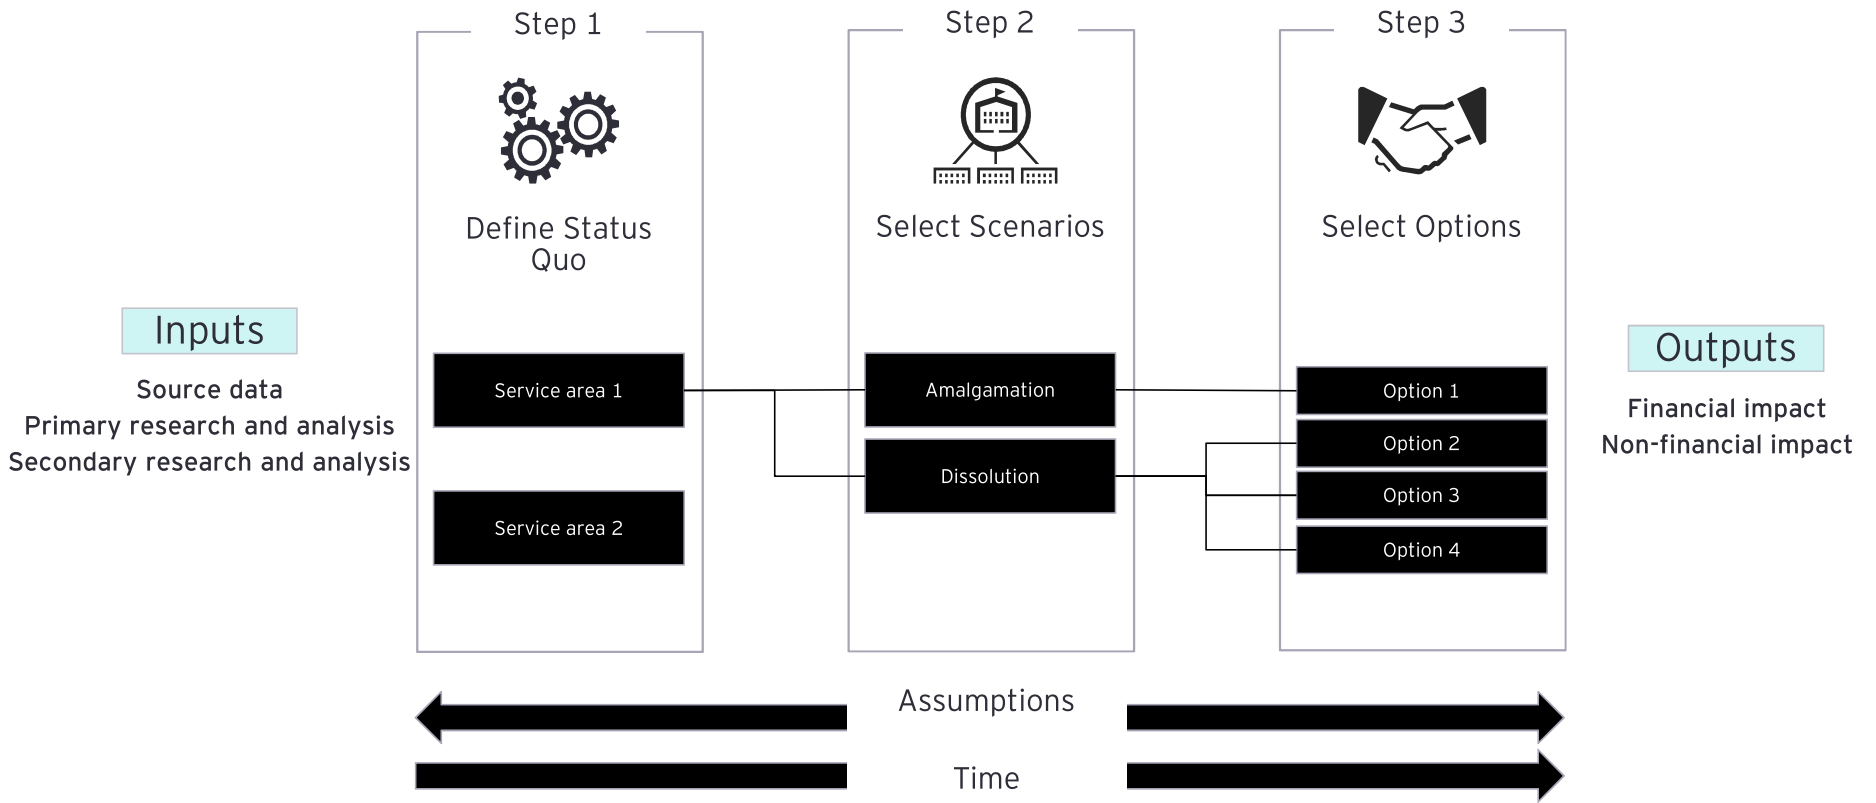 Step 1
Step 2
Step 3
Define Status
Quo
Select Scenarios
Select Options
Inputs
Source data
Primary research and analysis
Secondary research and analysis
Service area 1
Service area 2
Amalgamation
Dissolution
Option 1
Option 2
Option 3
Option 4
Outputs
Financial impact
Non-financial impact
Assumptions
Time